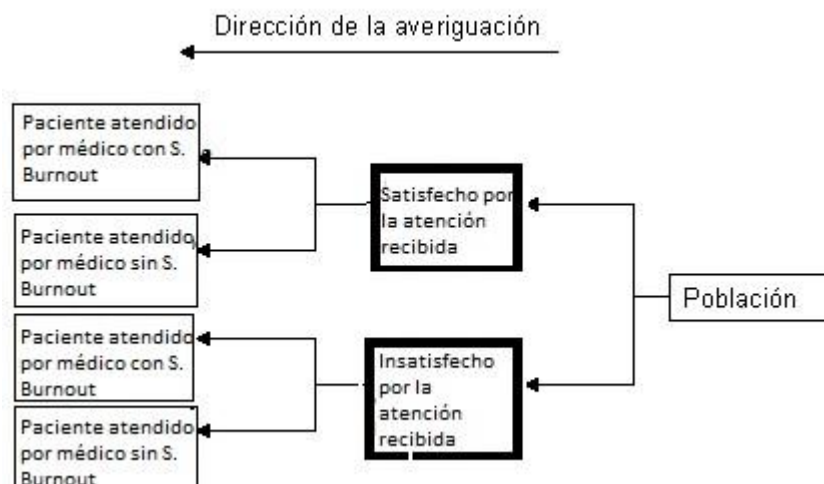 Dirección de la averiguación
Paciente atendido
por médico con S.
Burnout
Paciente atendido
por médico sin S.
Burnout
Paciente atendido
por médico con S.
Burnout
Paciente atendido
por médico sin S.
Burnout
Satisfecho por
la atención
recibida
Insatisfecho
por la
atención
recibida
Población